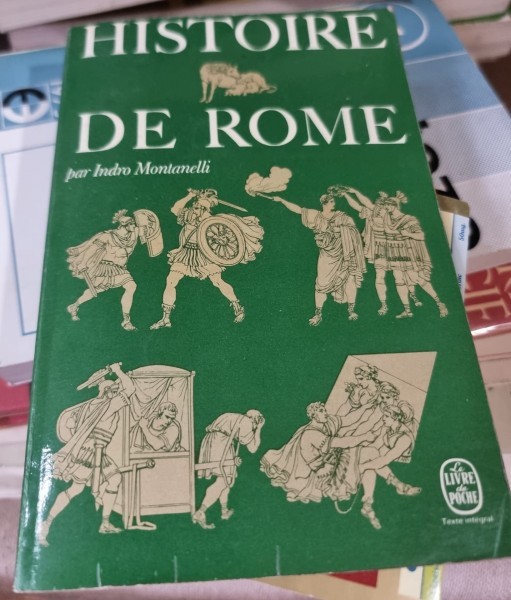 HISTOIRE
DE ROME
par Indro Montanelli
Le
LIVRE
de
POCHE
Texte intégral